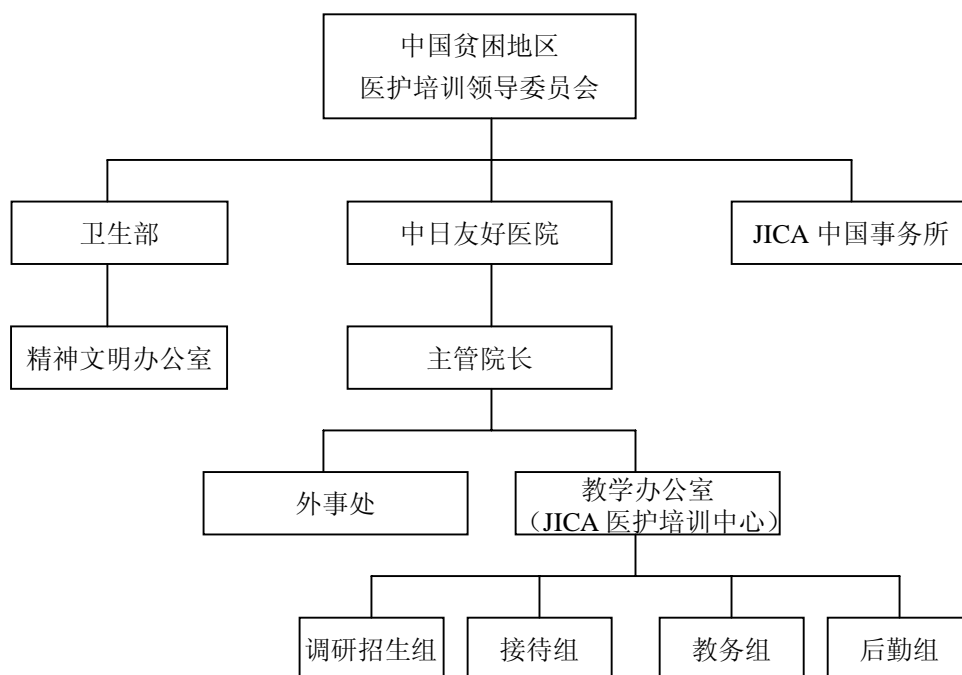 中国贫困地区
医护培训领导委员会
卫生部
中日友好医院
JICA 中国事务所
精神文明办公室
主管院长
外事处
教学办公室
（JICA 医护培训中心）
调研招生组
接待组
教务组
后勤组